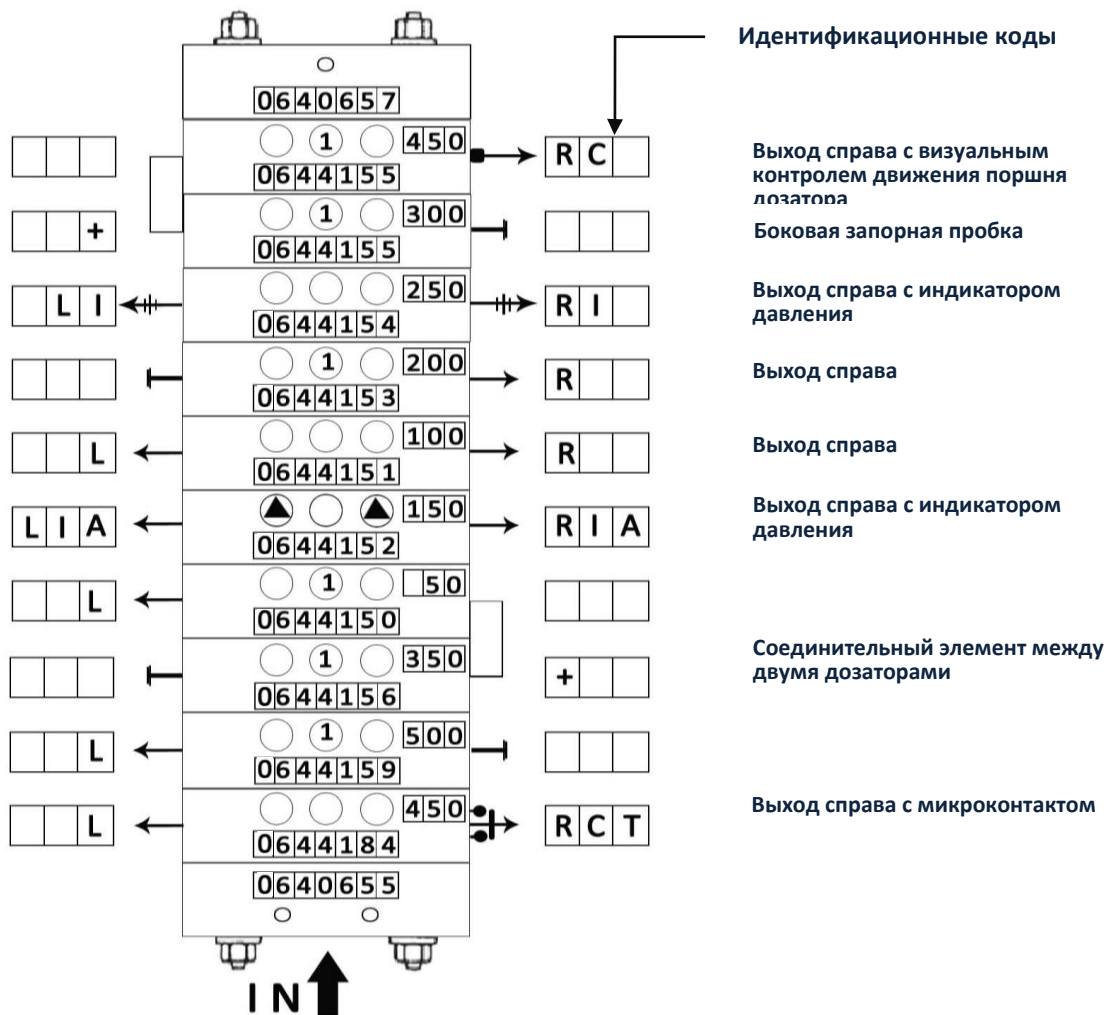 Идентификационные коды
0640657
1 450
R C
0644155
Выход справа с визуальным
контролем движения поршня
дозатора
+
1 300
0644155
Боковая запорная пробка
L I
250
0644154
R I
Выход справа с индикатором
давления
1 200
0644153
R
Выход справа
L
100
0644151
R
Выход справа
L I A
150
0644152
R I A
Выход справа с индикатором
давления
L
1 50
0644150
1 350
0644156
+
Соединительный элемент между
двумя дозаторами
L
1 500
0644159
L
450
0644184
R C T
Выход справа с микроконтактом
0640655
IN